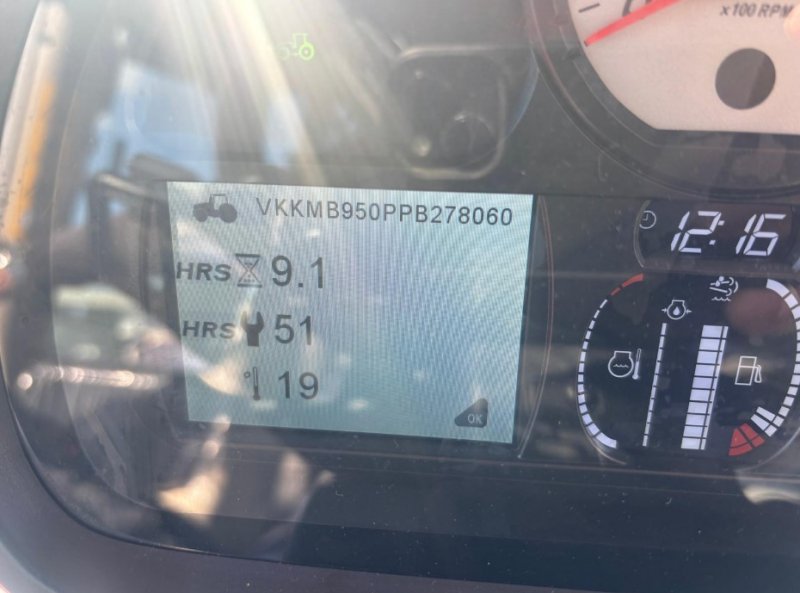 x100 RPM
VKKMB950PPB278060
12:16
HRS 9.1
HRS 51
° 19
OK